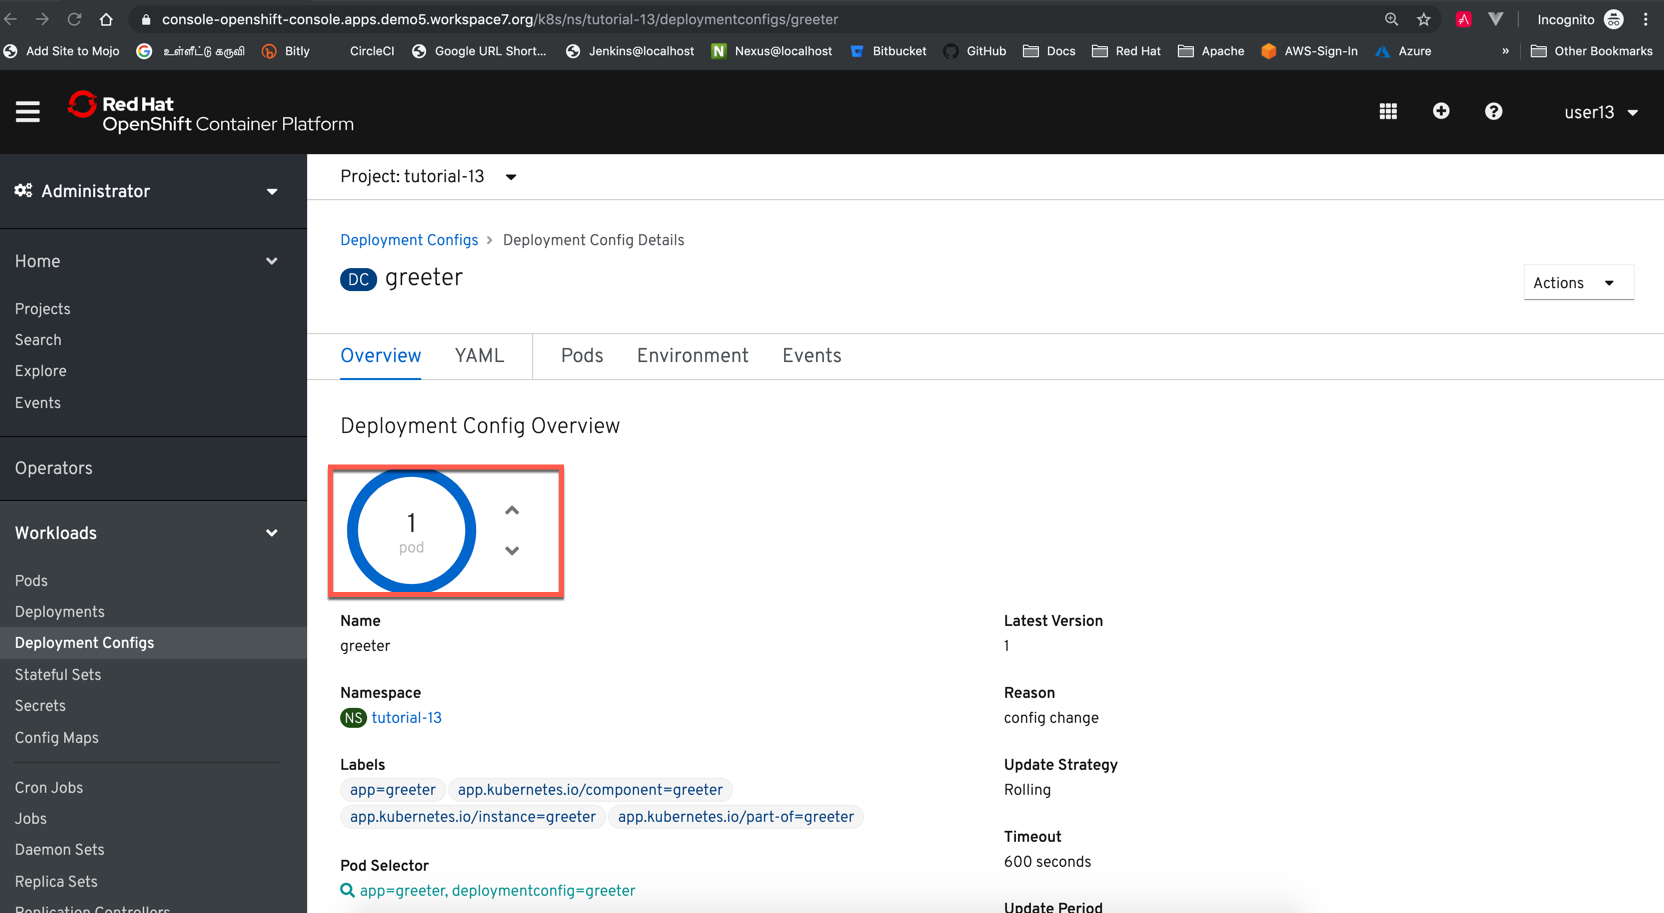 console-openshift-console.apps.demo5.workspace7.org/k8s/ns/tutorial-13/deploymentconfigs/greeter
Incognito
Add Site to Mojo
உள்ளீட்டு கருவி
Bitly
CircleCI
Google URL Short...
Jenkins@localhost
Nexus@localhost
Bitbucket
GitHub
Docs
Red Hat
Apache
AWS-Sign-In
Azure
»
Other Bookmarks
Red Hat
OpenShift Container Platform
user13
Administrator
Home
Projects
Search
Explore
Events
Operators
Workloads
Pods
Deployments
Deployment Configs
Stateful Sets
Secrets
Config Maps
Cron Jobs
Jobs
Daemon Sets
Replica Sets
Replication Controllers
Project: tutorial-13
Deployment Configs > Deployment Config Details
DC greeter
Actions
Overview
YAML
Pods
Environment
Events
Deployment Config Overview
1
pod
Name
greeter
Namespace
NS tutorial-13
Labels
app=greeter
app.kubernetes.io/component=greeter
app.kubernetes.io/instance=greeter
app.kubernetes.io/part-of=greeter
Pod Selector
app=greeter, deploymentconfig=greeter
Latest Version
1
Reason
config change
Update Strategy
Rolling
Timeout
600 seconds
Update Period